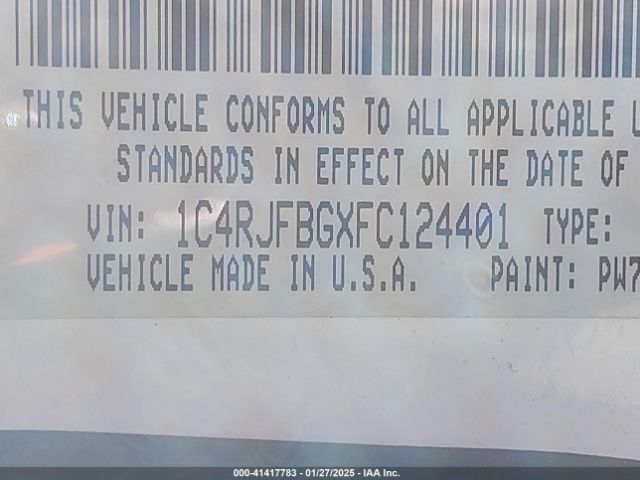 THIS VEHICLE CONFORMS TO ALL APPLICABLE
STANDARDS IN EFFECT ON THE DATE OF
VIN: 1C4RJFBGXFC124401 TYPE:
VEHICLE MADE IN U.S.A. PAINT: PW7
000-41417783 - 01/27/2025 - IAA Inc.